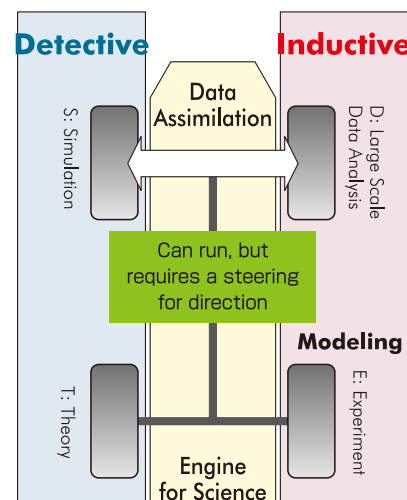 Detective
Inductive
Data
Assimilation
S: Simulation
D: Large Scale
Data Analysis
Can run, but
requires a steering
for direction
Modeling
T: Theory
E: Experiment
Engine
for Science